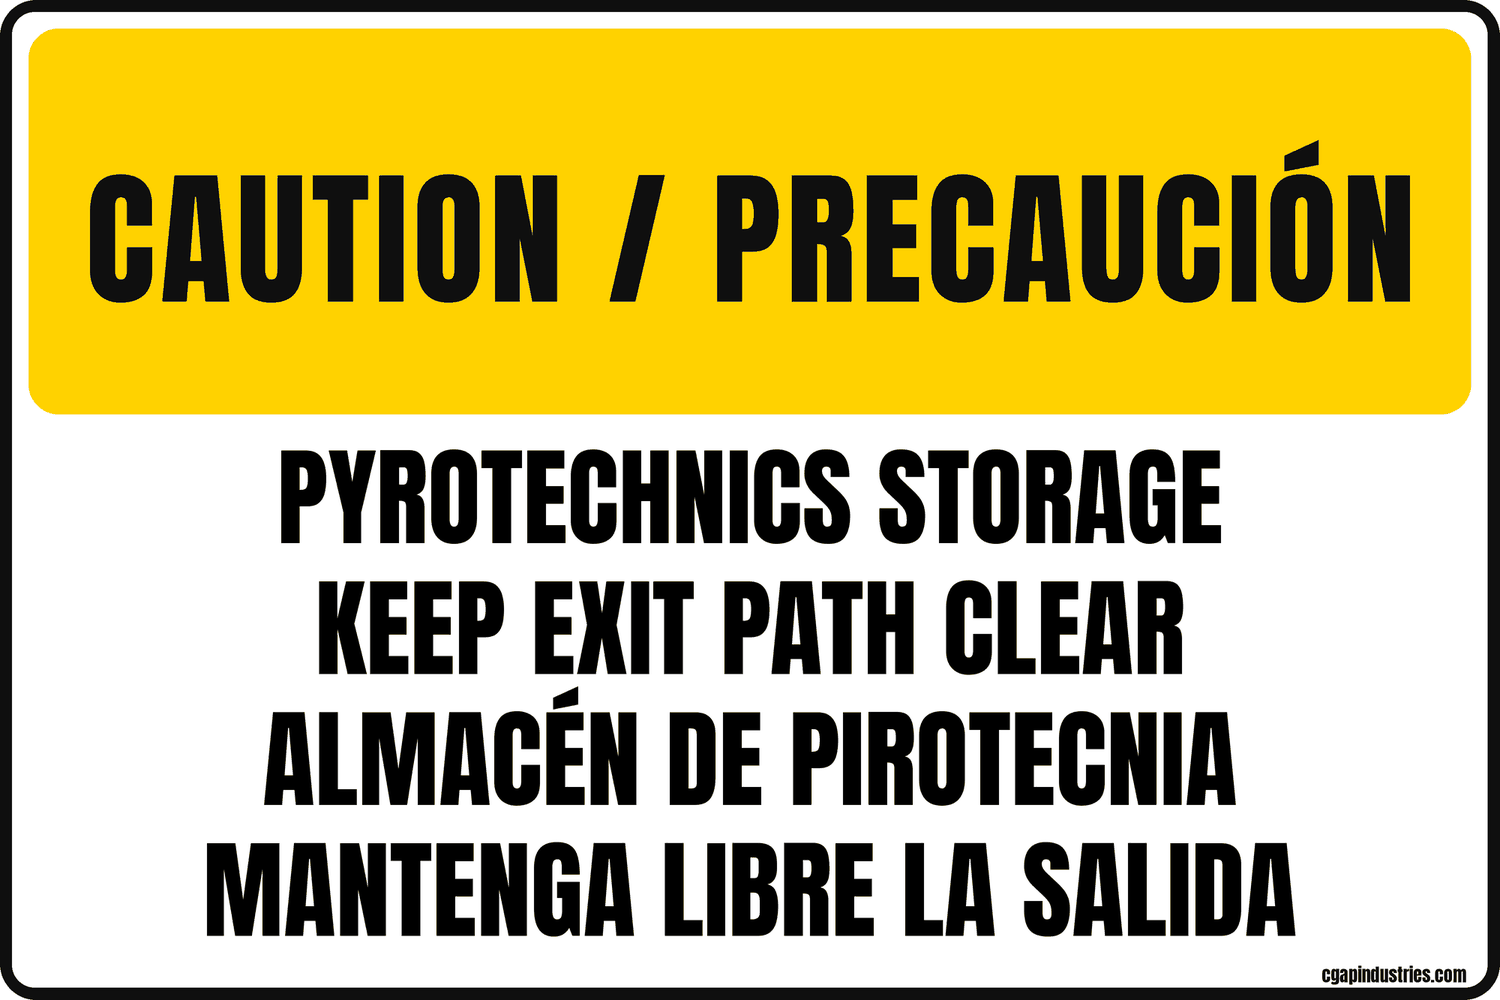 CAUTION / PRECAUCIÓN
PYROTECHNICS STORAGE
KEEP EXIT PATH CLEAR
ALMACÉN DE PIROTECNIA
MANTENGA LIBRE LA SALIDA
cgapindustries.com